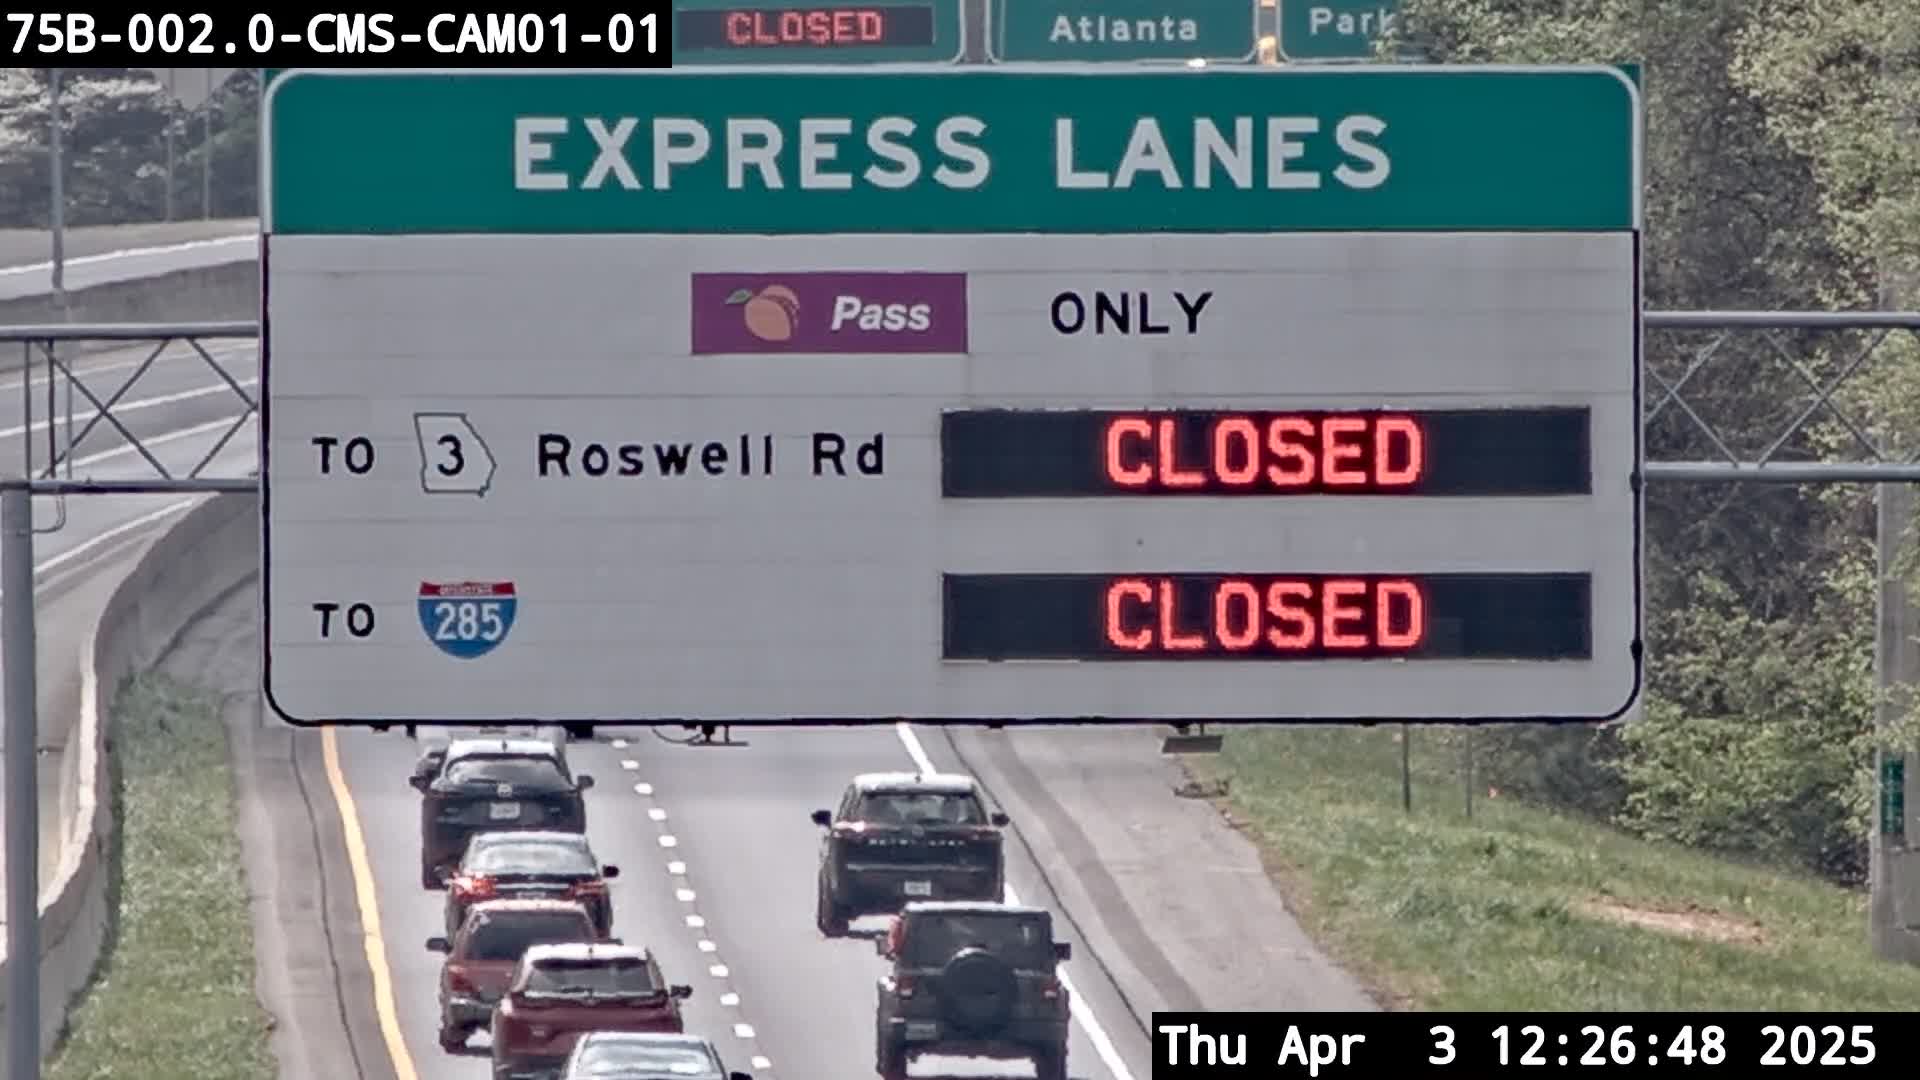 75B-002.0-CMS-CAM01-01
CLOSED
Atlanta
Park
EXPRESS LANES
Pass ONLY
TO 3 Roswell Rd CLOSED
TO INTERSTATE 285 CLOSED
Thu Apr 3 12:26:48 2025